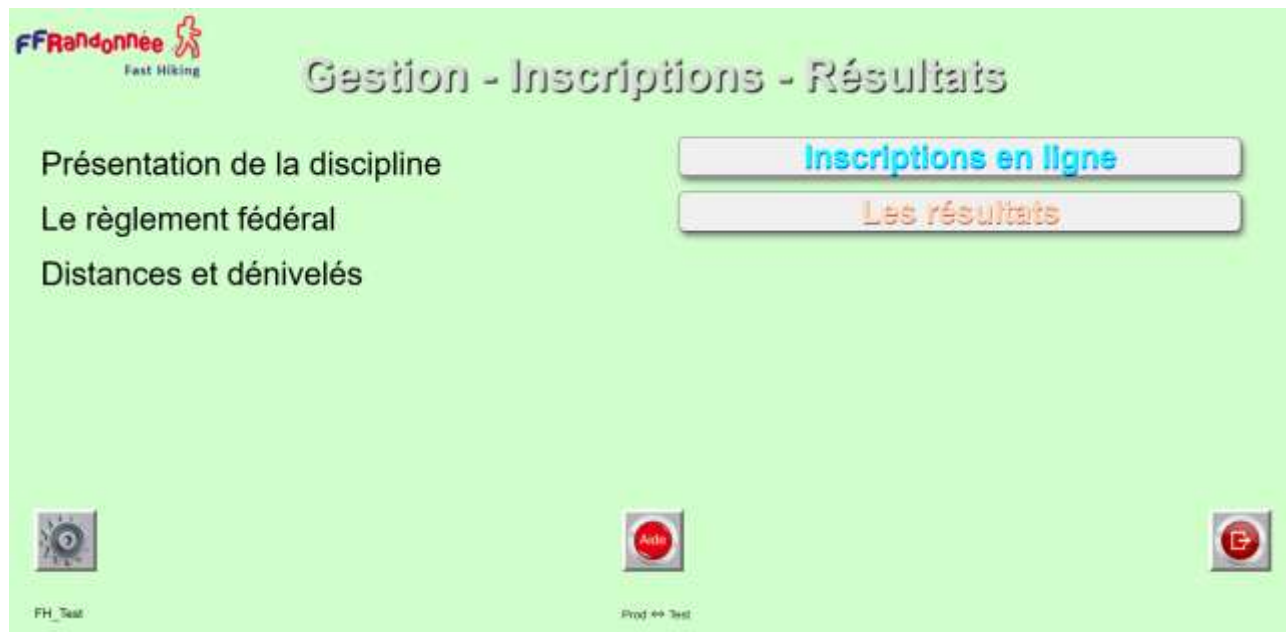 FFRandonnée
Fast Hiking
Gestion - Inscriptions - Résultats
Présentation de la discipline
Le règlement fédéral
Distances et dénivelés
Inscriptions en ligne
Les résultats
Aide
FH_Test
Prod ⇔ Test